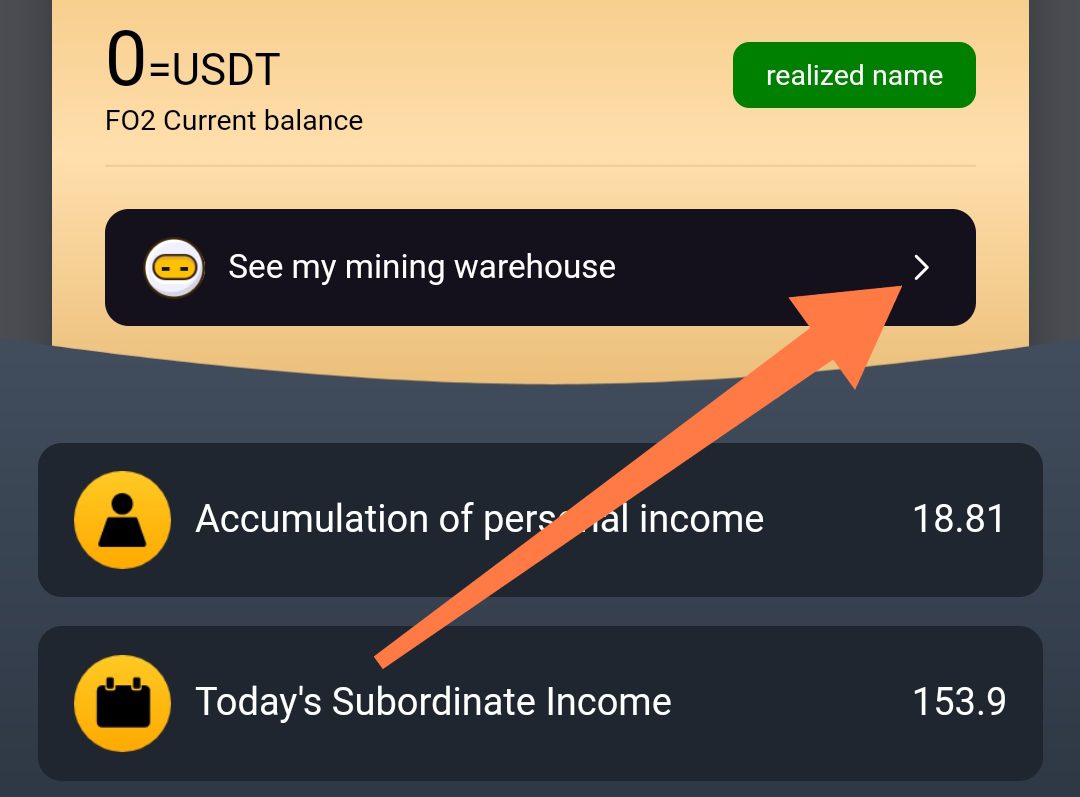 0=USDT
realized name
FO2 Current balance
See my mining warehouse
Accumulation of personal income 18.81
Today's Subordinate Income 153.9